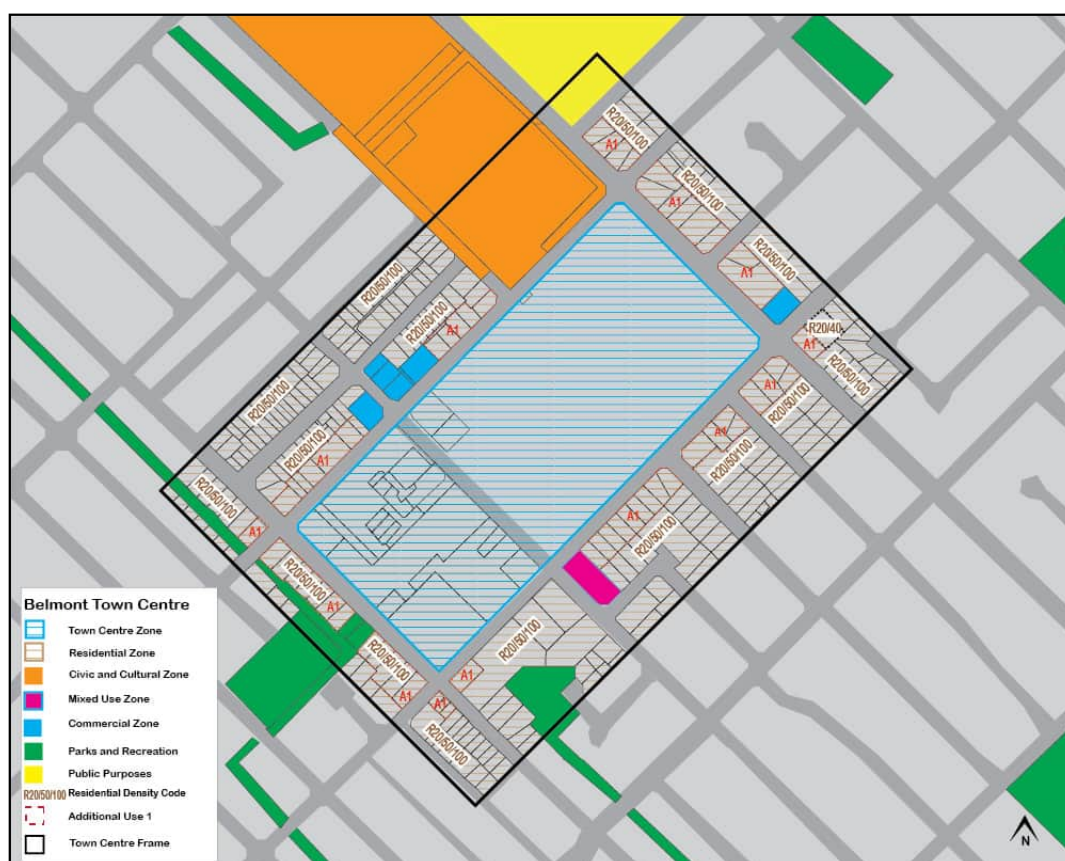 R20/50/100
A1
R20/50/100
A1
R20/50/100
A1
R20/40
A1
R20/50/100
A1
R20/50/100
A1
R20/50/100
A1
R20/50/100
R20/50/100
R20/50/100
A1
R20/50/100
R20/50/100
A1
R20/50/100
A1
R20/50/100
A1
R20/50/100
A1
R20/50/100
A1
A1
R20/50/100
Belmont Town Centre
Town Centre Zone
Residential Zone
Civic and Cultural Zone
Mixed Use Zone
Commercial Zone
Parks and Recreation
Public Purposes
R20/50/100 Residential Density Code
Additional Use 1
Town Centre Frame
N